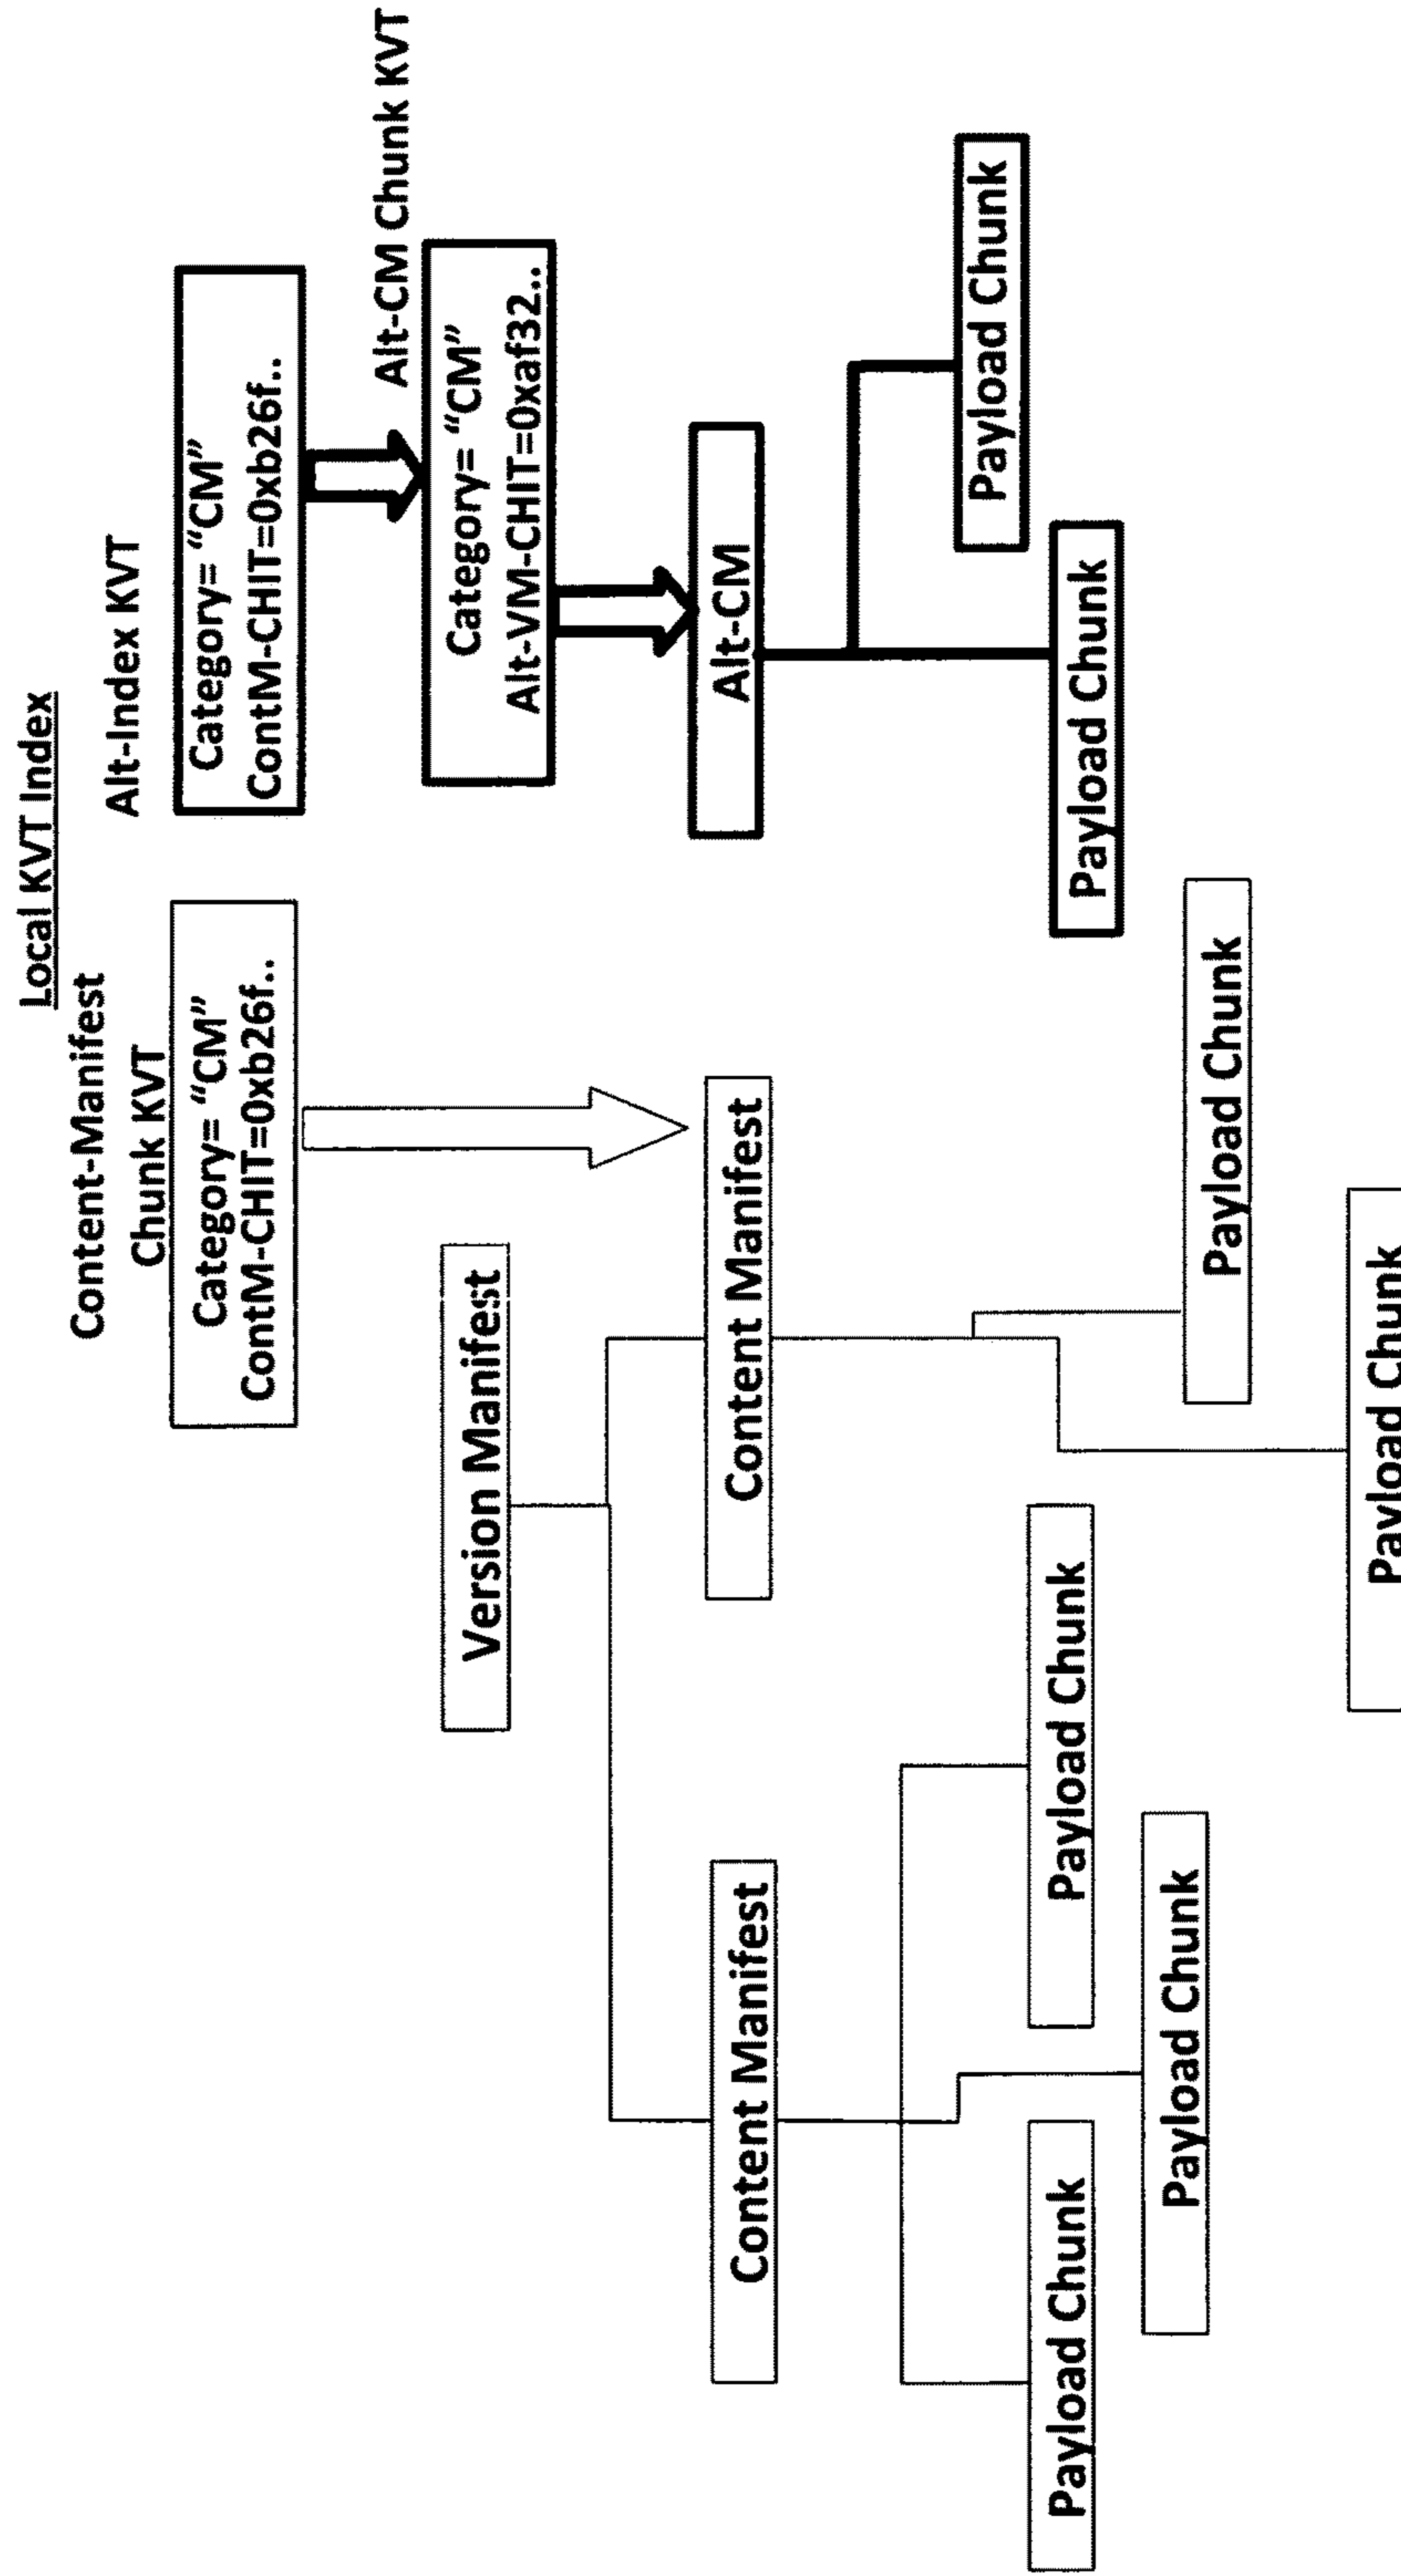 Local KVT Index
Content-Manifest
Chunk KVT
Alt-Index KVT
Category= “CM”
ContM-CHIT=0xb26f..
Category= “CM”
ContM-CHIT=0xb26f..
Alt-CM Chunk KVT
Category= “CM”
Alt-VM-CHIT=0xaf32..
Version Manifest
Content Manifest
Content Manifest
Alt-CM
Payload Chunk
Payload Chunk
Payload Chunk
Payload Chunk
Payload Chunk
Payload Chunk
Payload Chunk